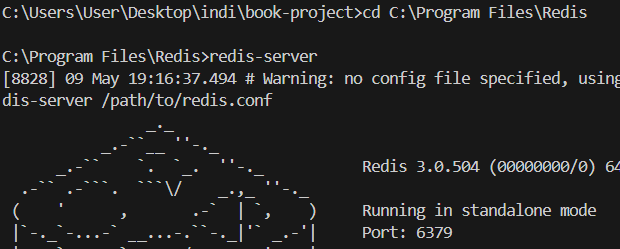 C:\Users\User\Desktop\indi\book-project>cd C:\Program Files\Redis
C:\Program Files\Redis>redis-server
[8828] 09 May 19:16:37.494 # Warning: no config file specified, using
dis-server /path/to/redis.conf
Redis 3.0.504 (00000000/0) 64
Running in standalone mode
Port: 6379